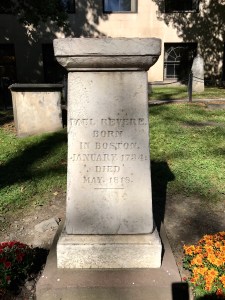 PAUL REVERE
BORN
IN BOSTON,
JANUARY 1734.
DIED
MAY, 1818.